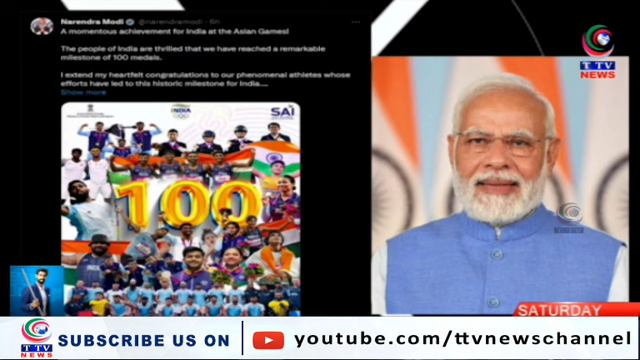 Narendra Modi @narendramodi · 6h
A momentous achievement for India at the Asian Games!
The people of India are thrilled that we have reached a remarkable
milestone of 100 medals.
I extend my heartfelt congratulations to our phenomenal athletes whose
efforts have led to this historic milestone for India....
Show more
INDIA
SAI
100
T TV
NEWS
SATURDAY
T TV
NEWS
SUBSCRIBE US ON
youtube.com/ttvnewschannel